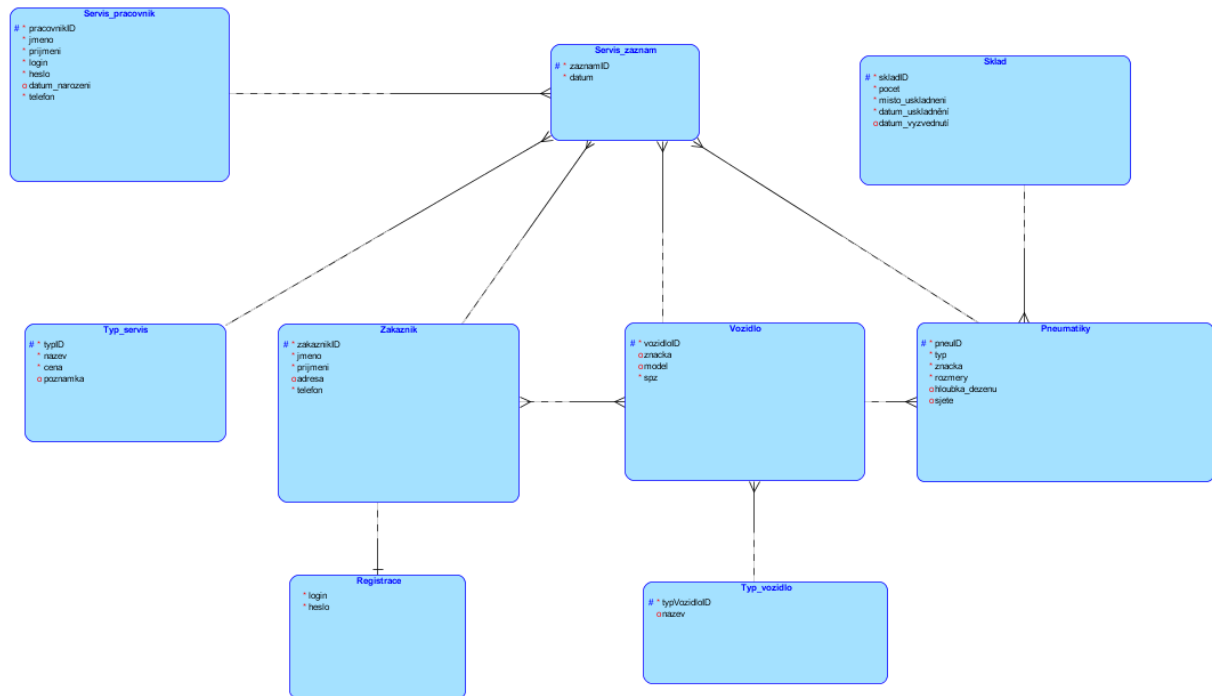 Servis_pracovnik
# * pracovnikID
* jmeno
* prijmeni
* login
* heslo
o datum_narozeni
* telefon
Servis_zaznam
# * zaznamID
* datum
Sklad
# * skladID
* pocet
* misto_uskladneni
* datum_uskladnění
o datum_vyzvednutí
Typ_servis
# * typID
* nazev
* cena
o poznamka
Zakaznik
# * zakaznikID
* jmeno
* prijmeni
o adresa
* telefon
Vozidlo
# * vozidloID
o znacka
o model
* spz
Pneumatiky
# * pneuID
* typ
* znacka
* rozmery
o hloubka_dezenu
o sjete
Registrace
* login
* heslo
Typ_vozidlo
# * typVozidloID
o nazev